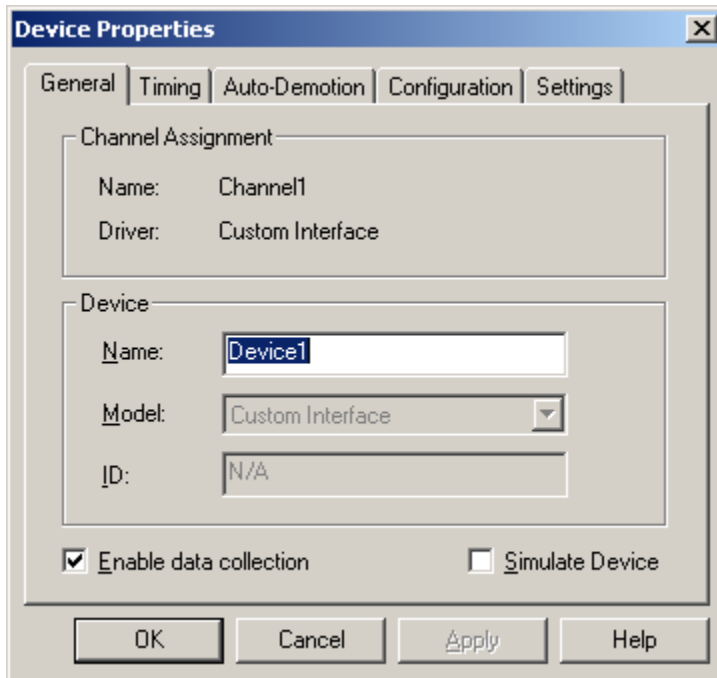 Device Properties
General Timing Auto-Demotion Configuration Settings
Channel Assignment
Name: Channel1
Driver: Custom Interface
Device
Name: Device1
Model: Custom Interface
ID: N/A
Enable data collection Simulate Device
OK Cancel Apply Help